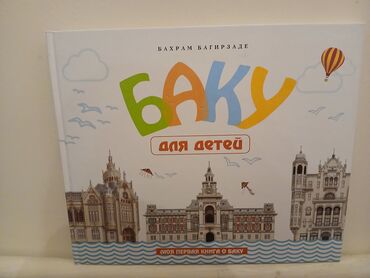 БАХРАМ БАГИРЗАДЕ
БАКУ
ДЛЯ ДЕТЕЙ
МОЯ ПЕРВАЯ КНИГА О БАКУ